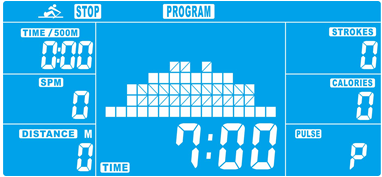 STOP PROGRAM
TIME/500M
0:00
SPM
0
DISTANCE M
0
TIME
7:00
STROKES
0
CALORIES
0
PULSE
P